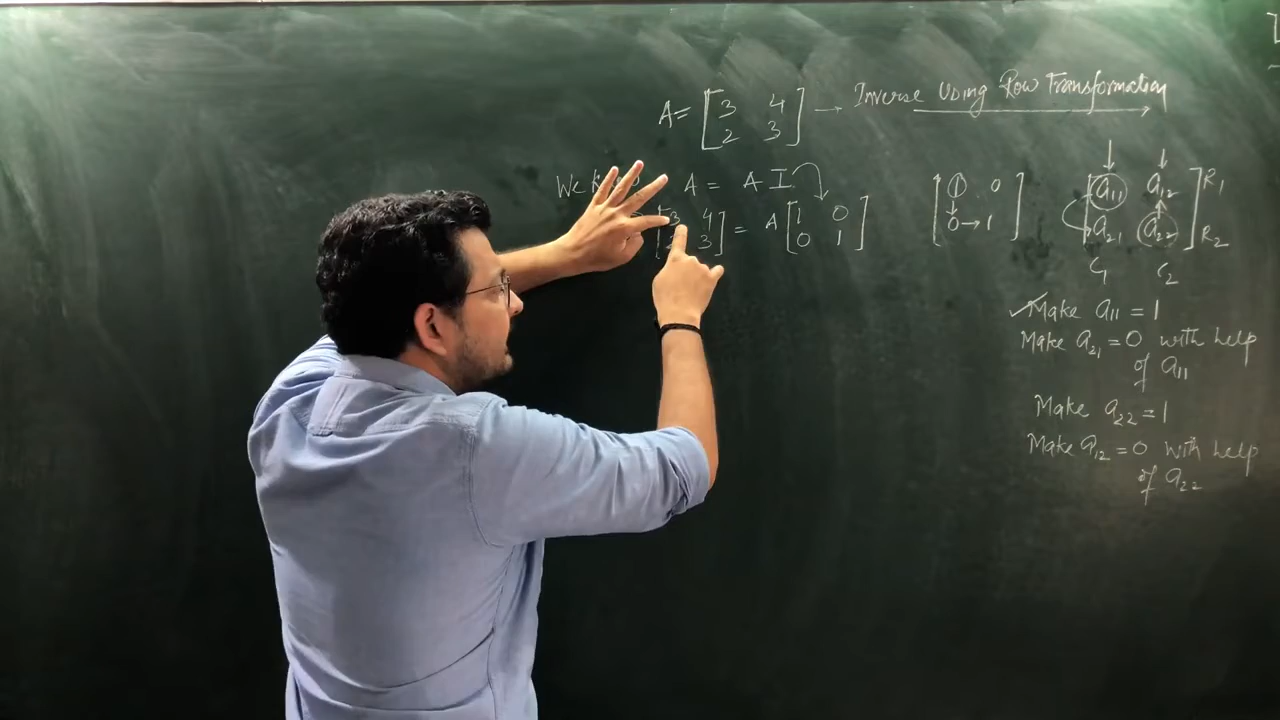 A = [ 3 4 → Inverse Using Row Transformation
2 3 ]
We A = A I
[ 3 4 = A [ 1 0
3 ] 0 1 ]
[ 1 0
0 → 1 ]
[ a11 a12 R1
a21 a22 ] R2
C1 C2
✓Make a11 = 1
Make a21 = 0 with help
of a11
Make a22 = 1
Make a12 = 0 with help
of a22